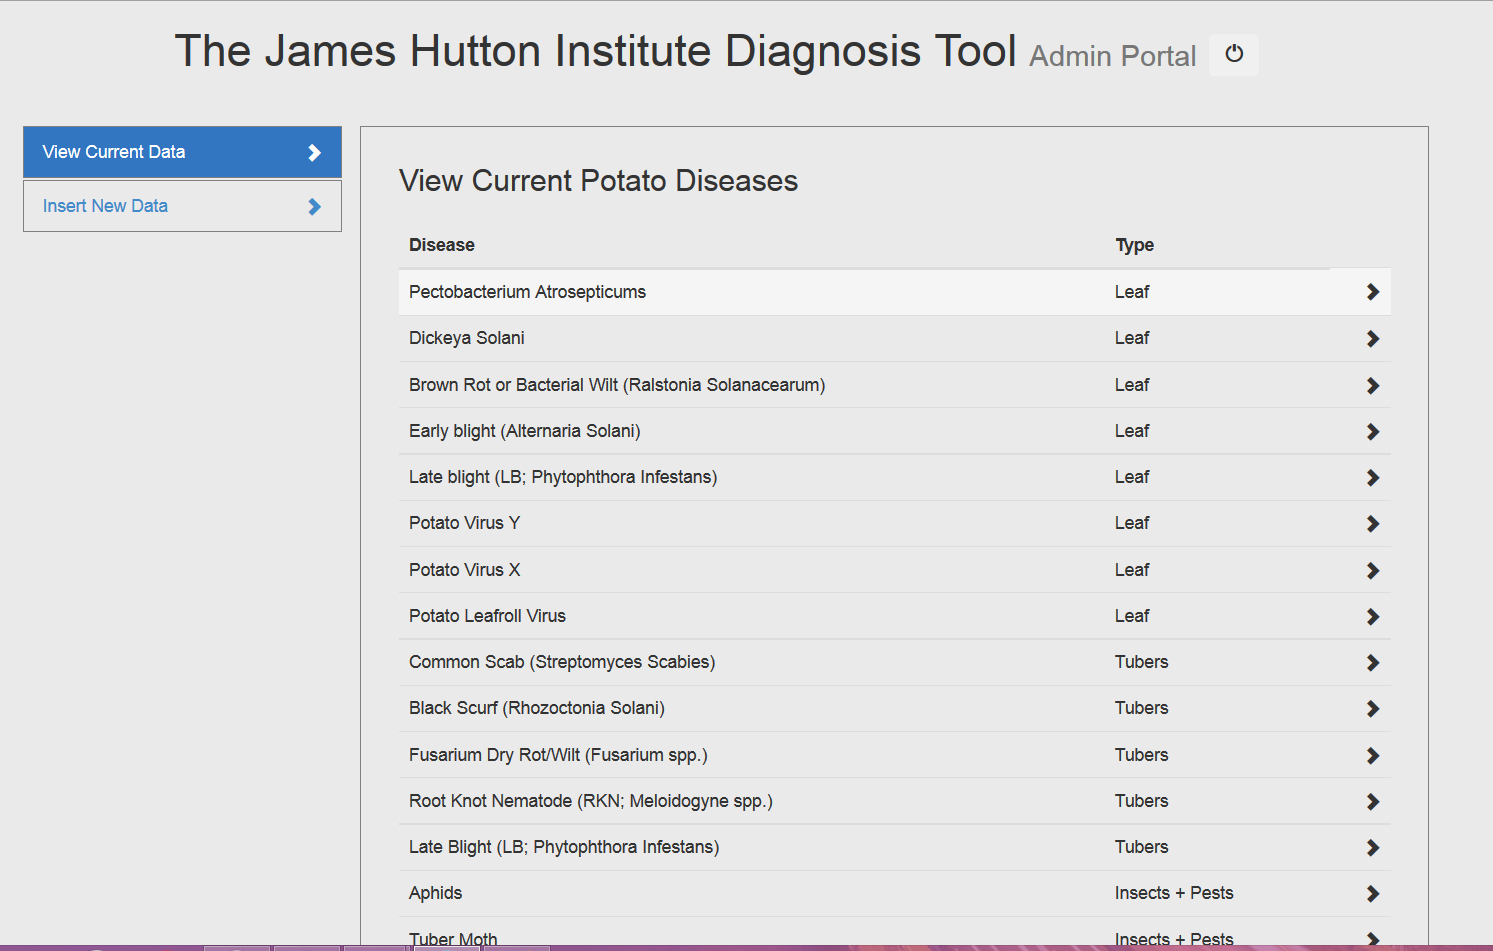 The James Hutton Institute Diagnosis Tool Admin Portal
View Current Data
Insert New Data
View Current Potato Diseases
Disease Type
Pectobacterium Atrosepticums Leaf
Dickeya Solani Leaf
Brown Rot or Bacterial Wilt (Ralstonia Solanacearum) Leaf
Early blight (Alternaria Solani) Leaf
Late blight (LB; Phytophthora Infestans) Leaf
Potato Virus Y Leaf
Potato Virus X Leaf
Potato Leafroll Virus Leaf
Common Scab (Streptomyces Scabies) Tubers
Black Scurf (Rhozoctonia Solani) Tubers
Fusarium Dry Rot/Wilt (Fusarium spp.) Tubers
Root Knot Nematode (RKN; Meloidogyne spp.) Tubers
Late Blight (LB; Phytophthora Infestans) Tubers
Aphids Insects + Pests
Tuber Moth Insects + Pests